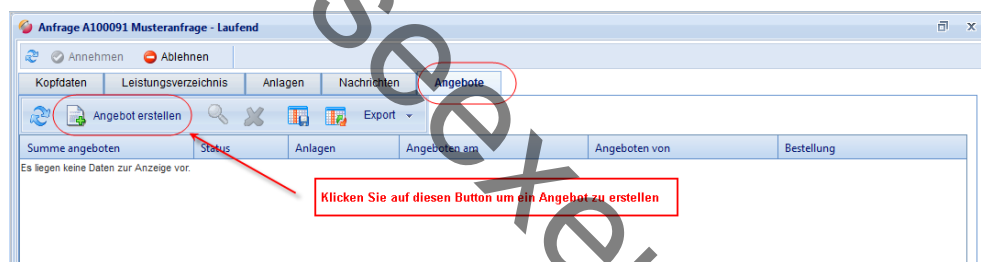 Anfrage A100091 Musteranfrage - Laufend
Annehmen Ablehnen
Kopfdaten Leistungsverzeichnis Anlagen Nachrichten Angebote
Angebot erstellen Export
Summe angeboten Status Anlagen Angeboten am Angeboten von Bestellung
Es liegen keine Daten zur Anzeige vor.
Klicken Sie auf diesen Button um ein Angebot zu erstellen